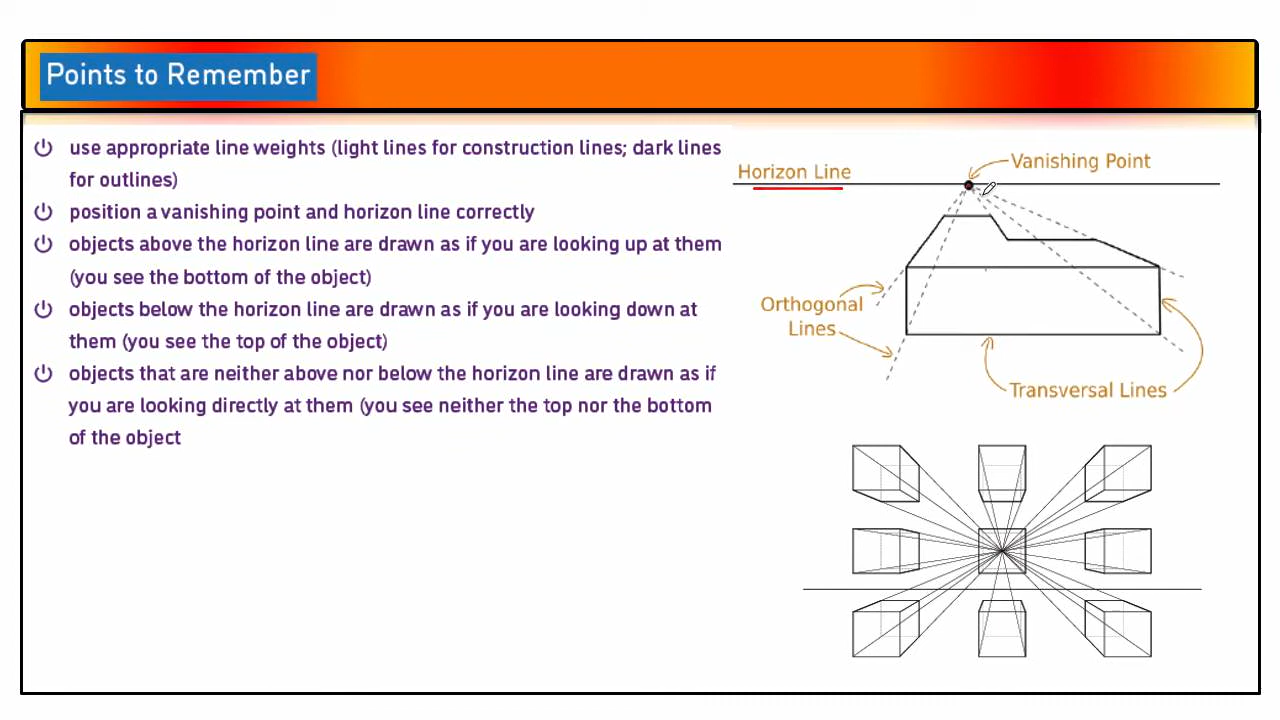 Points to Remember
use appropriate line weights (light lines for construction lines; dark lines
for outlines)
position a vanishing point and horizon line correctly
objects above the horizon line are drawn as if you are looking up at them
(you see the bottom of the object)
objects below the horizon line are drawn as if you are looking down at
them (you see the top of the object)
objects that are neither above nor below the horizon line are drawn as if
you are looking directly at them (you see neither the top nor the bottom
of the object
Vanishing Point
Horizon Line
Orthogonal
Lines
Transversal Lines